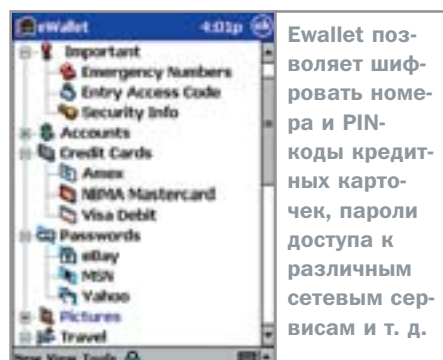 eWallet 4:01p ok
Important
Emergency Numbers
Entry Access Code
Security Info
Accounts
Credit Cards
Amex
NBMA Mastercard
Visa Debit
Passwords
eBay
MSN
Yahoo
Pictures
Travel
New View Tools
Ewallet поз-
воляет шиф-
ровать номе-
ра и PIN-
коды кредит-
ных карто-
чек, пароли
доступа к
различным
сетевым сер-
висам и т. д.